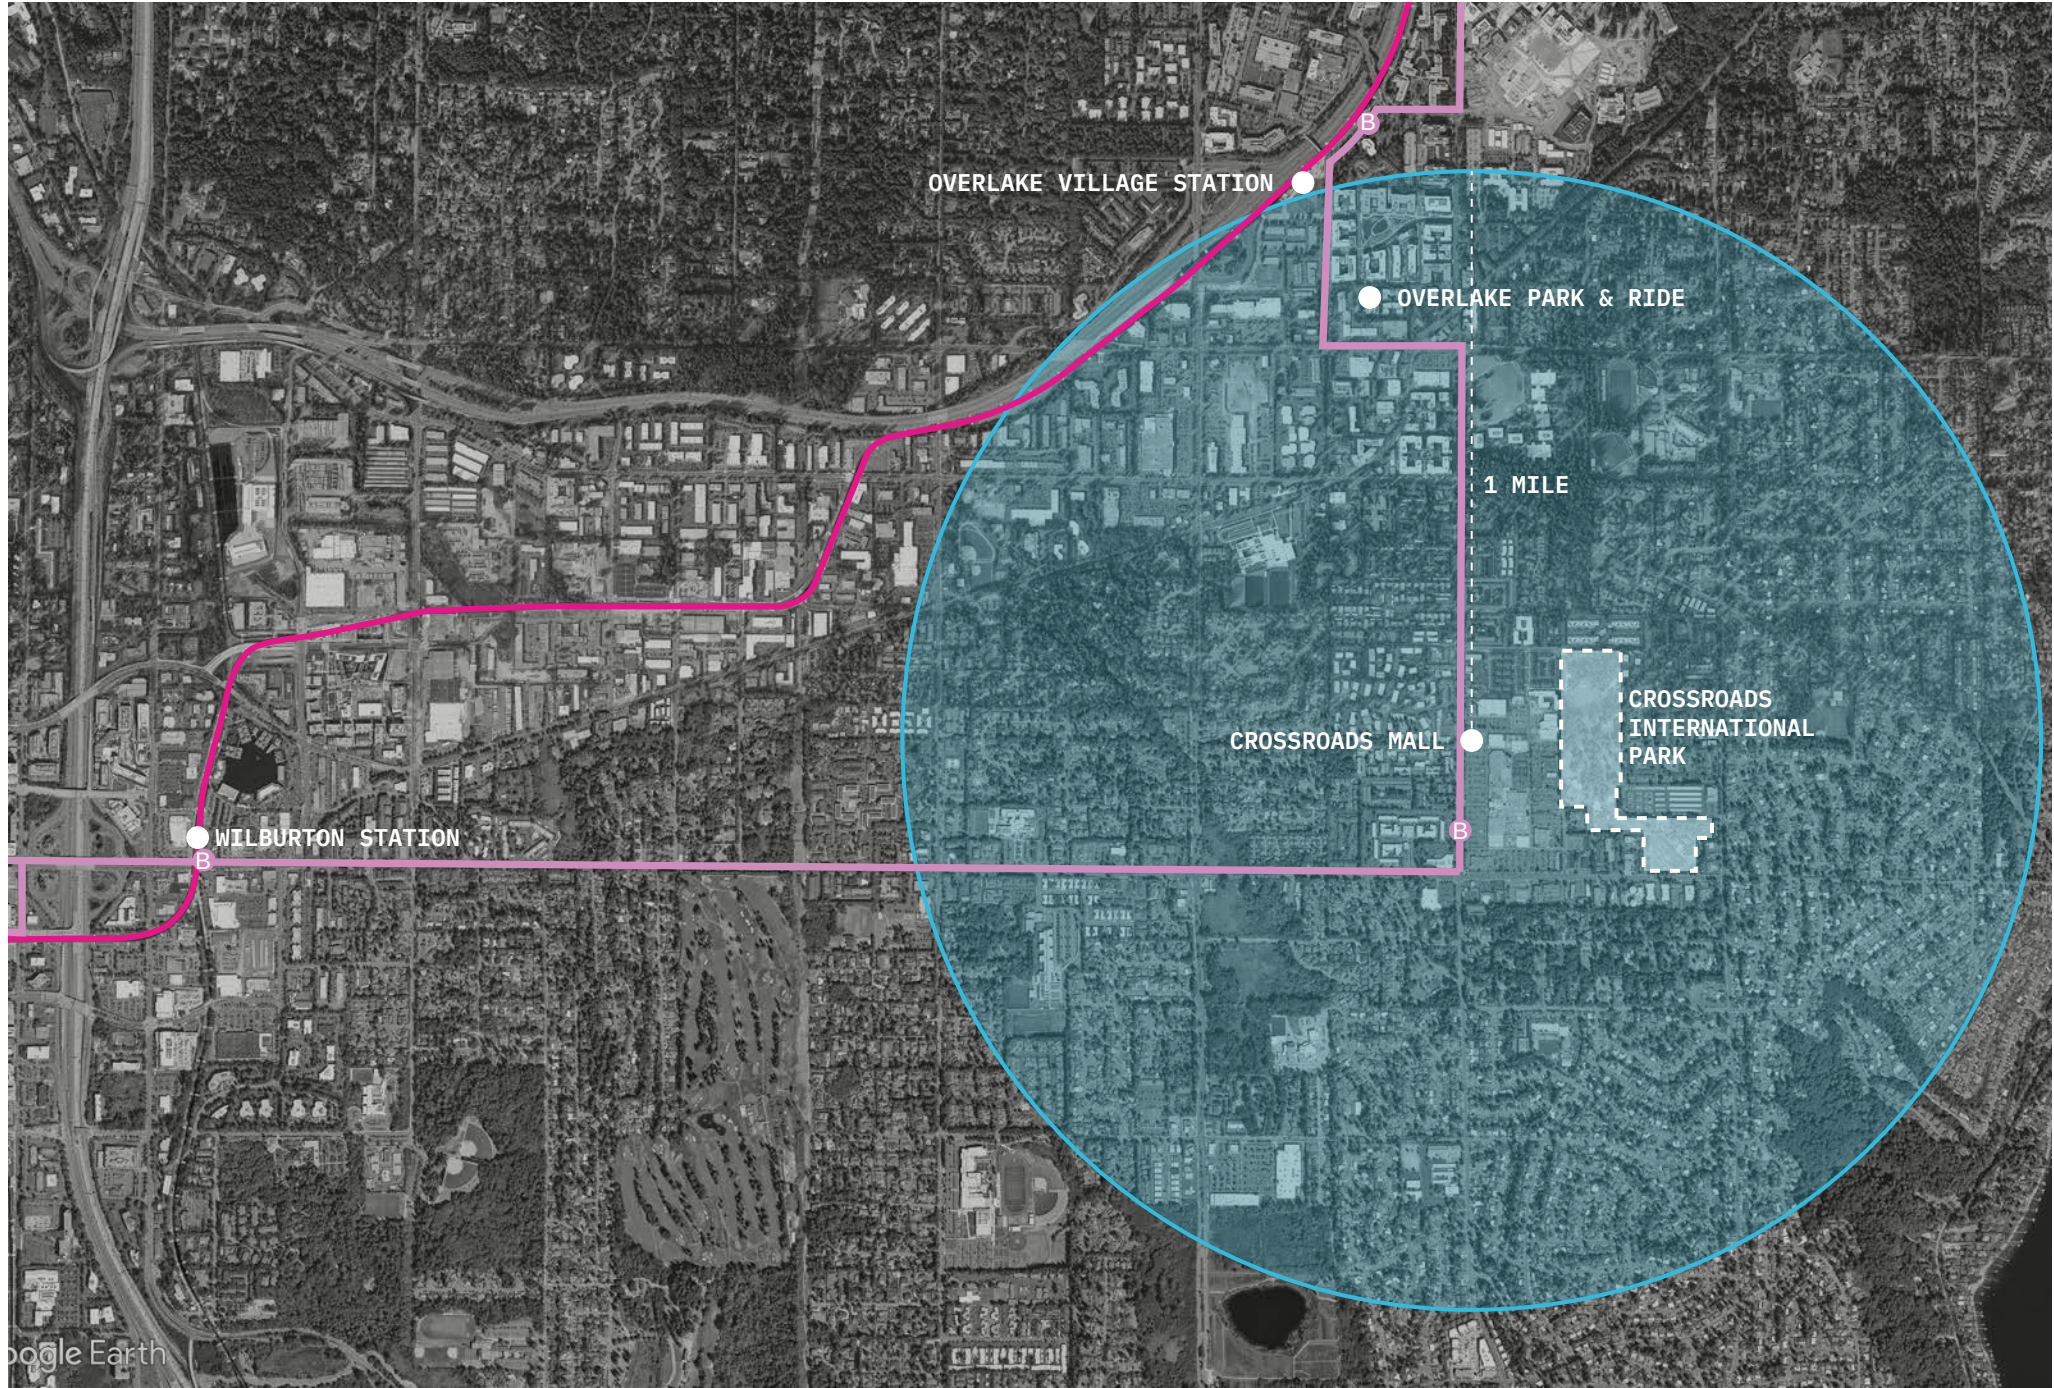 B
OVERLAKE VILLAGE STATION
OVERLAKE PARK & RIDE
1 MILE
CROSSROADS
INTERNATIONAL
PARK
CROSSROADS MALL
B
WILBURTON STATION
B
oogle Earth